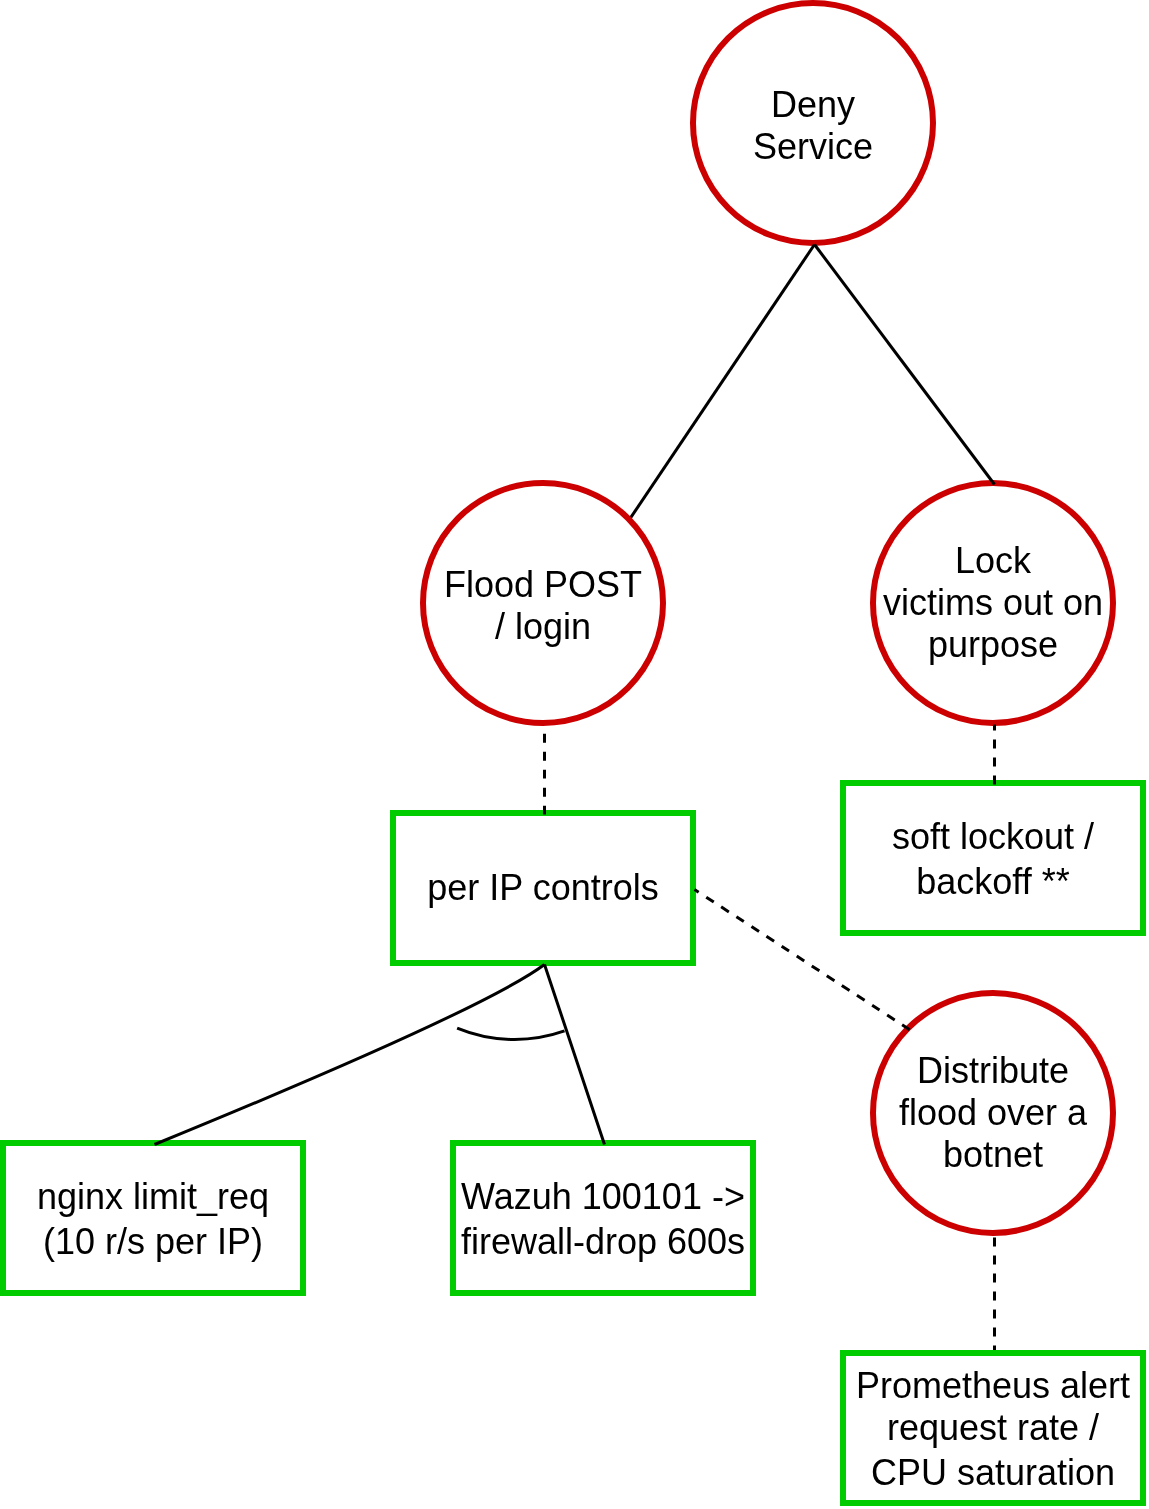 Deny
Service
Flood POST
/ login
Lock
victims out on
purpose
per IP controls
soft lockout /
backoff **
Distribute
flood over a
botnet
nginx limit_req
(10 r/s per IP)
Wazuh 100101 ->
firewall-drop 600s
Prometheus alert
request rate /
CPU saturation